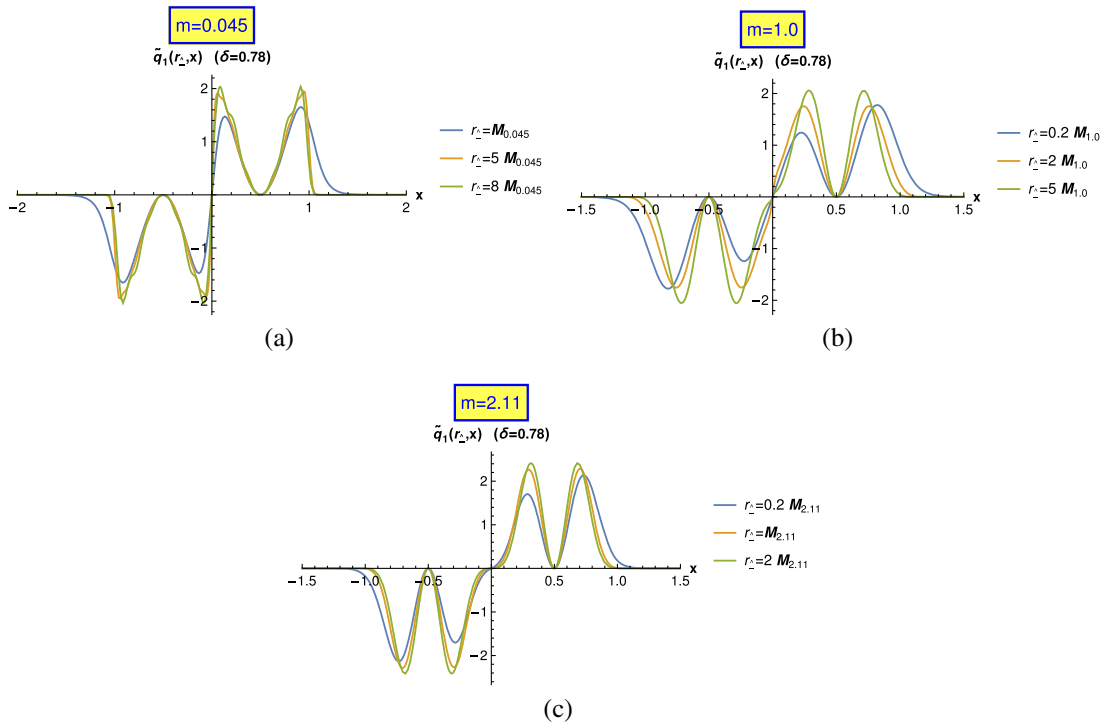 m=0.045
q̃₁(r_≙,x) (δ=0.78)
2
1
−2
−1
1
2
x
−1
−2
r_≙=M₀.₀₄₅
r_≙=5 M₀.₀₄₅
r_≙=8 M₀.₀₄₅
(a)
m=1.0
q̃₁(r_≙,x) (δ=0.78)
2
1
−1.5
−1.0
−0.5
0.5
1.0
1.5
x
−1
−2
r_≙=0.2 M₁.₀
r_≙=2 M₁.₀
r_≙=5 M₁.₀
(b)
m=2.11
q̃₁(r_≙,x) (δ=0.78)
2
1
−1.5
−1.0
−0.5
0.5
1.0
1.5
x
−1
−2
r_≙=0.2 M₂.₁₁
r_≙=M₂.₁₁
r_≙=2 M₂.₁₁
(c)